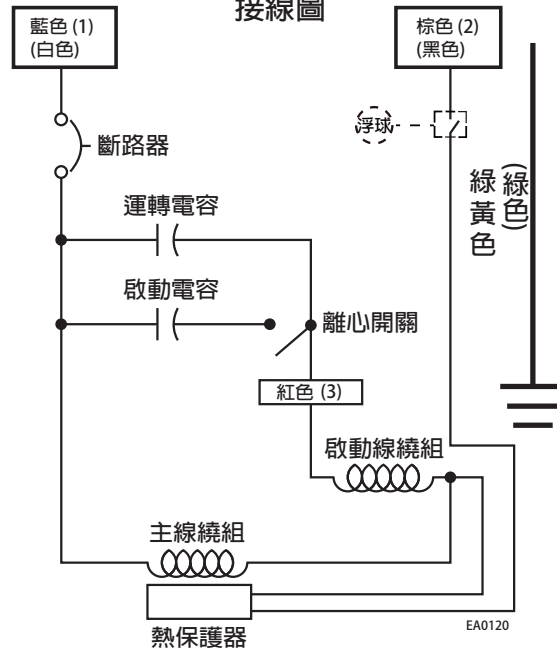 接線圖
藍色 (1)
(白色)
棕色 (2)
(黑色)
浮球
斷路器
綠黃色
(綠色)
運轉電容
啟動電容
離心開關
紅色 (3)
啟動線繞組
主線繞組
熱保護器
EA0120